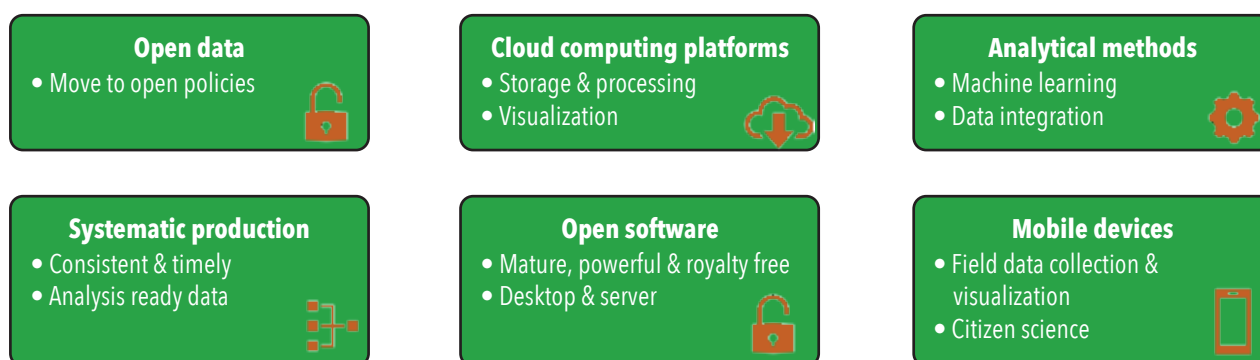 Open data
• Move to open policies
Cloud computing platforms
• Storage & processing
• Visualization
Analytical methods
• Machine learning
• Data integration
Systematic production
• Consistent & timely
• Analysis ready data
Open software
• Mature, powerful & royalty free
• Desktop & server
Mobile devices
• Field data collection &
visualization
• Citizen science